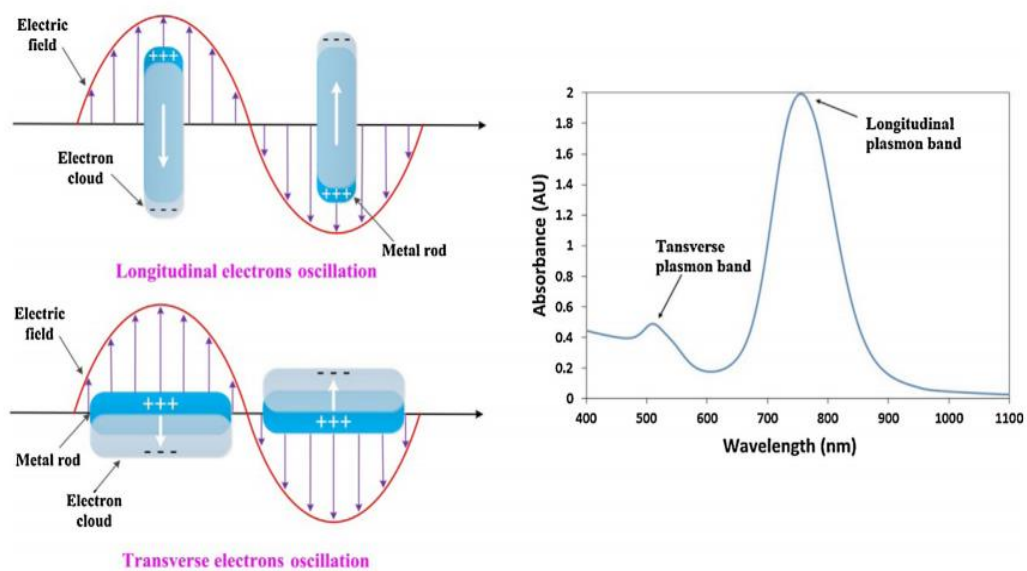 Electric
field
+++
- - -
Electron
cloud
- - -
+++
Metal rod
Longitudinal electrons oscillation
Electric
field
+++
- - -
Metal rod
Electron
cloud
- - -
+++
Transverse electrons oscillation
Absorbance (AU)
2
1.8
1.6
1.4
1.2
1
0.8
0.6
0.4
0.2
0
Longitudinal
plasmon band
Tansverse
plasmon band
400 500 600 700 800 900 1000 1100
Wavelength (nm)